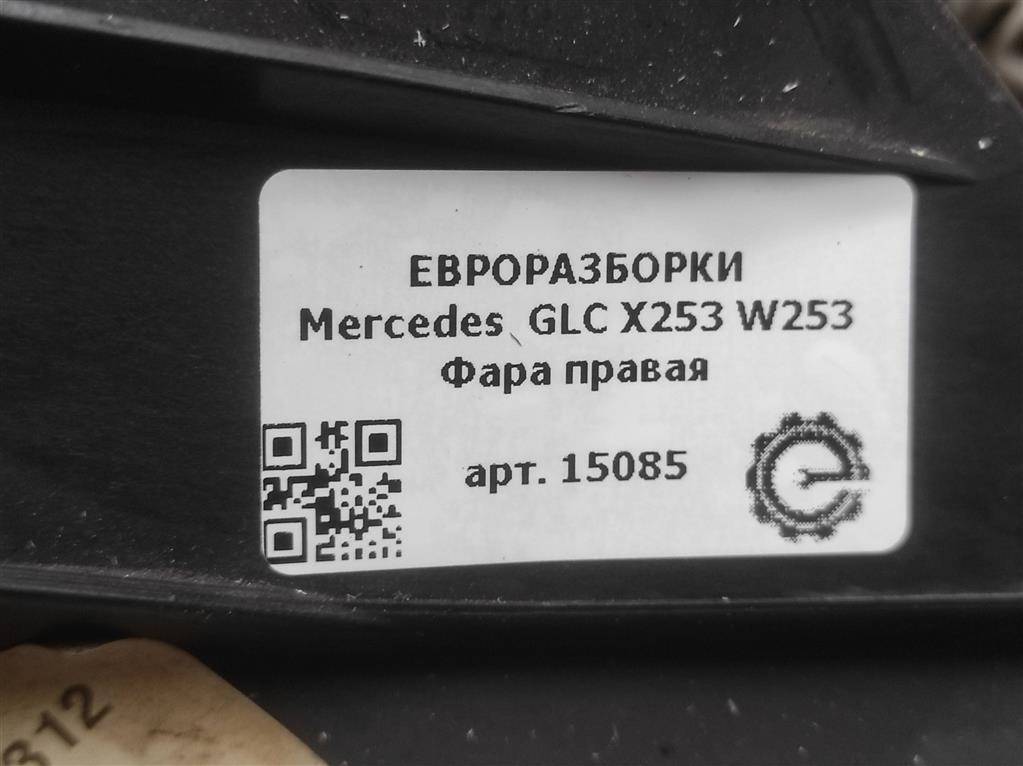 ЕВРОРАЗБОРКИ
Mercedes GLC X253 W253
Фара правая
арт. 15085
312